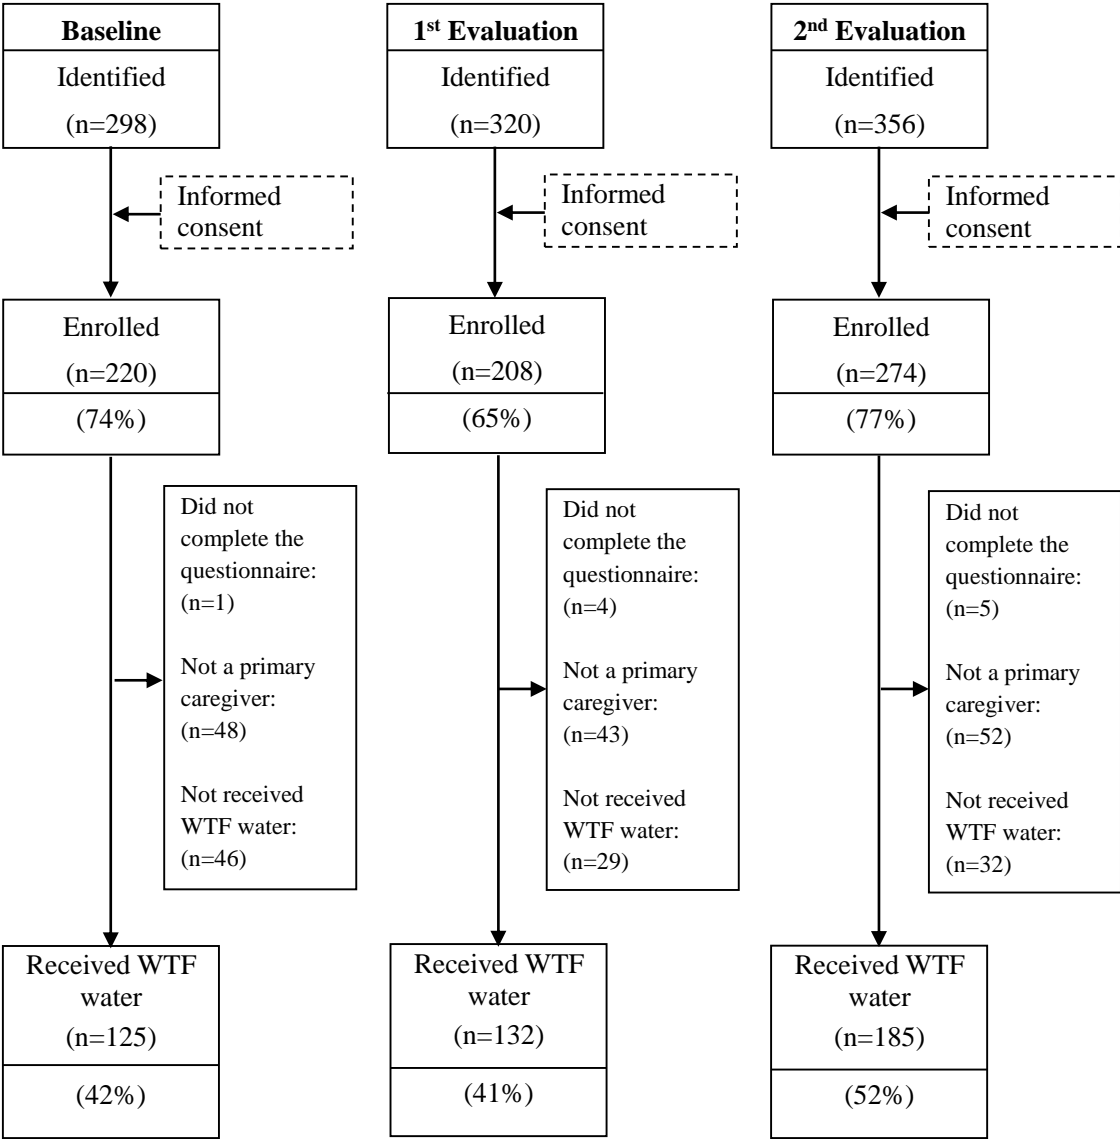 Baseline
Identified
(n=298)
Informed
consent
Enrolled
(n=220)
(74%)
Did not
complete the
questionnaire:
(n=1)
Not a primary
caregiver:
(n=48)
Not received
WTF water:
(n=46)
Received WTF
water
(n=125)
(42%)
1st Evaluation
Identified
(n=320)
Informed
consent
Enrolled
(n=208)
(65%)
Did not
complete the
questionnaire:
(n=4)
Not a primary
caregiver:
(n=43)
Not received
WTF water:
(n=29)
Received WTF
water
(n=132)
(41%)
2nd Evaluation
Identified
(n=356)
Informed
consent
Enrolled
(n=274)
(77%)
Did not
complete the
questionnaire:
(n=5)
Not a primary
caregiver:
(n=52)
Not received
WTF water:
(n=32)
Received WTF
water
(n=185)
(52%)